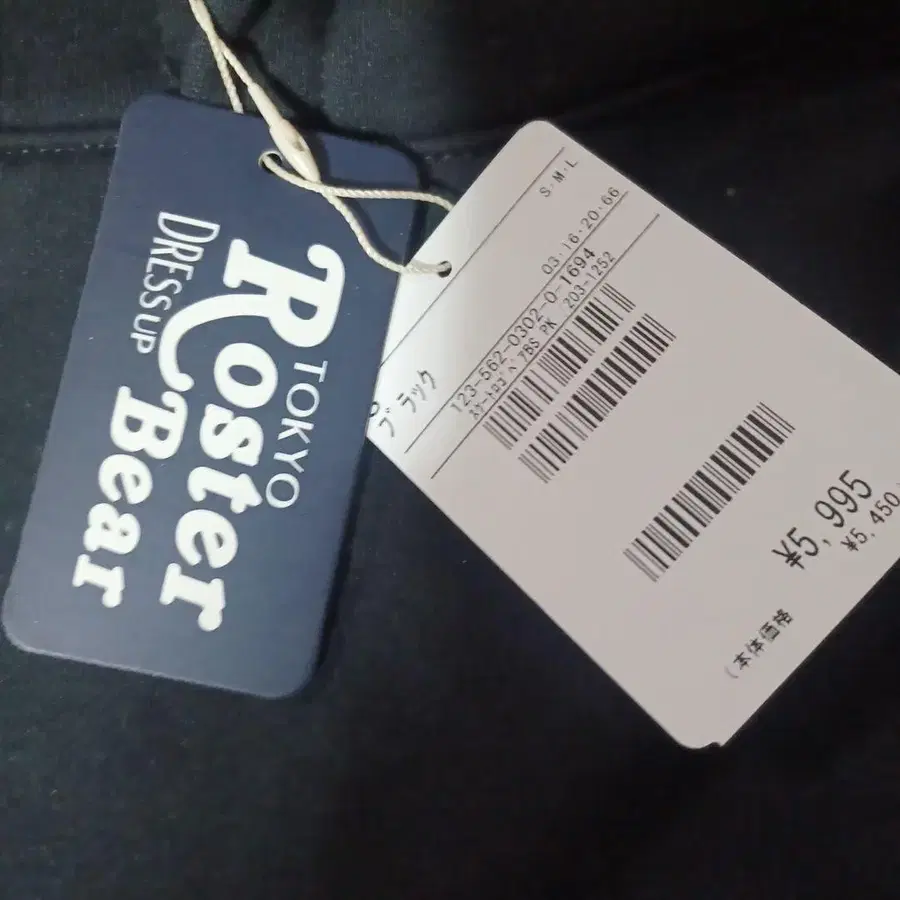 DRESSUP
TOKYO
Roster
Bear
S・M・L
03・16・20・66
123-562-0302-0-1694
PK 203-1252
ブラック
¥5,995
¥5,450
(本体価格